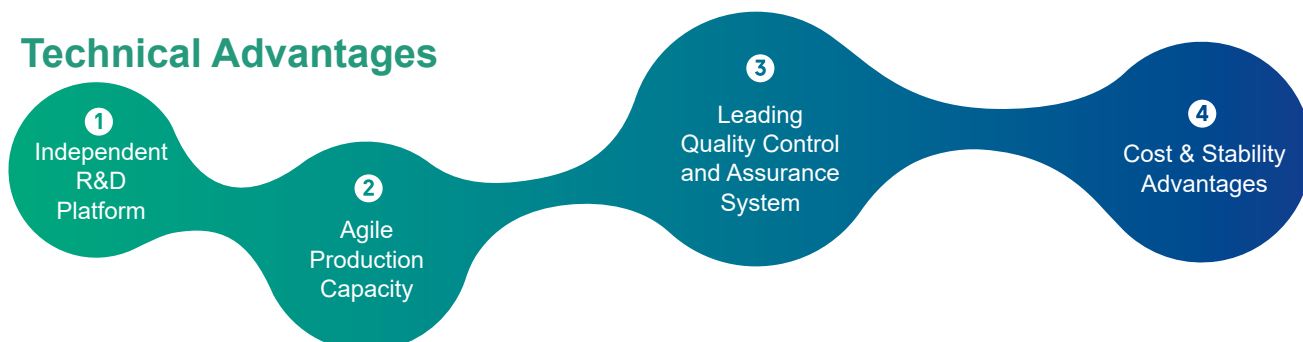 Technical Advantages
1
Independent
R&D
Platform
2
Agile
Production
Capacity
3
Leading
Quality Control
and Assurance
System
4
Cost & Stability
Advantages